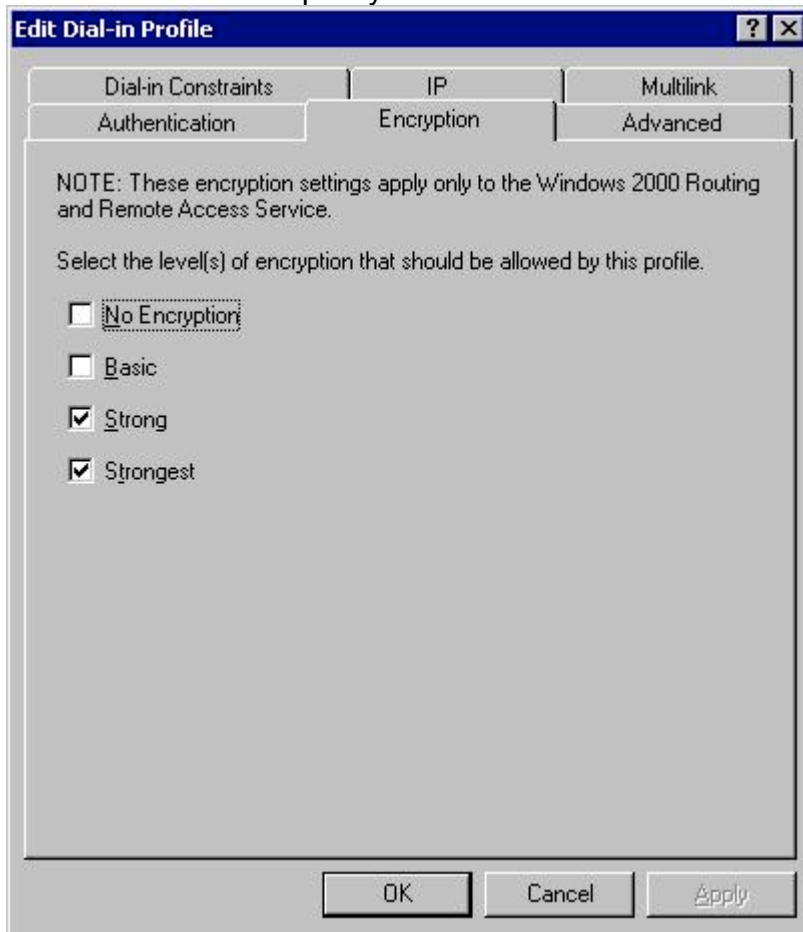 Edit Dial-in Profile
Dial-in Constraints IP Multilink
Authentication Encryption Advanced
NOTE: These encryption settings apply only to the Windows 2000 Routing
and Remote Access Service.
Select the level(s) of encryption that should be allowed by this profile.
No Encryption
Basic
Strong
Strongest
OK Cancel Apply